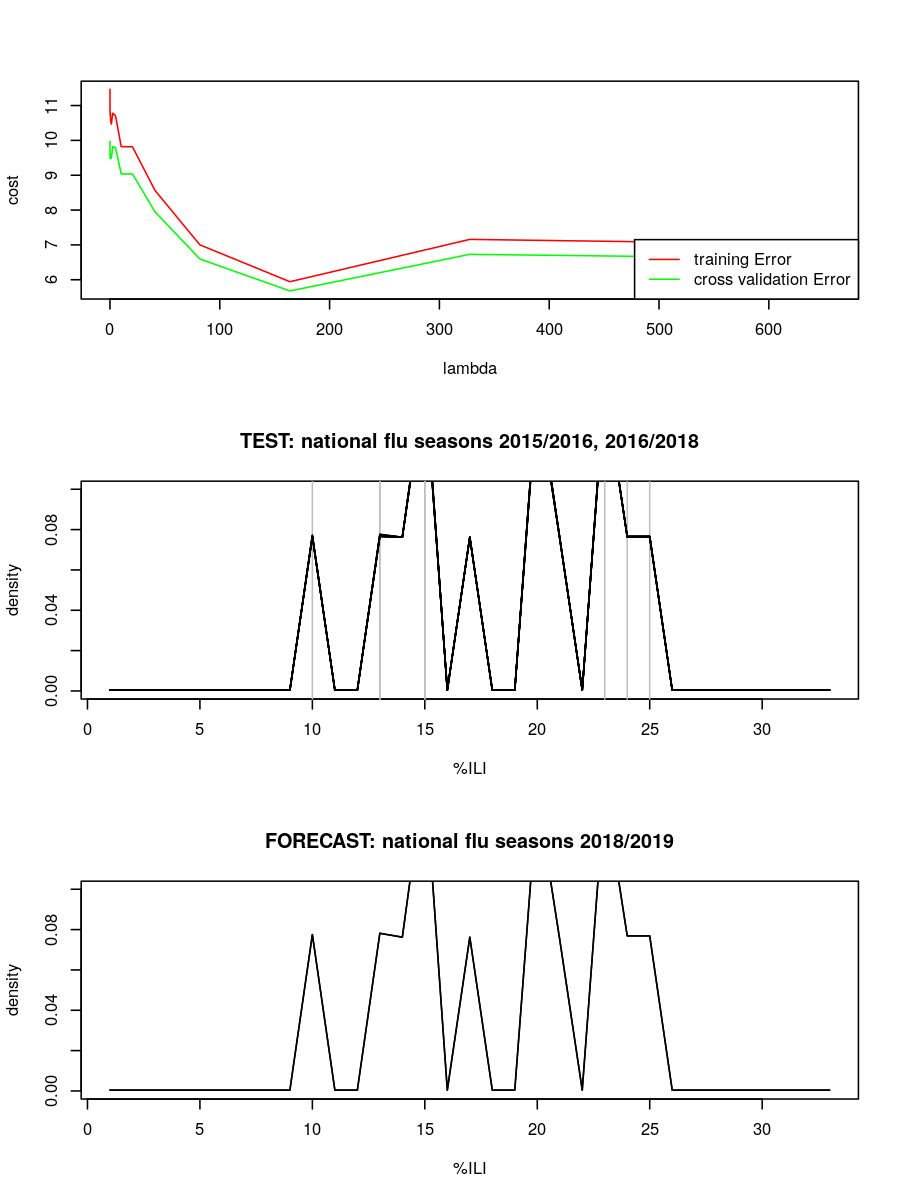 cost
11
10
9
8
7
6
training Error
cross validation Error
0 100 200 300 400 500 600
lambda
TEST: national flu seasons 2015/2016, 2016/2018
density
0.08
0.04
0.00
0 5 10 15 20 25 30
%ILI
FORECAST: national flu seasons 2018/2019
density
0.08
0.04
0.00
0 5 10 15 20 25 30
%ILI